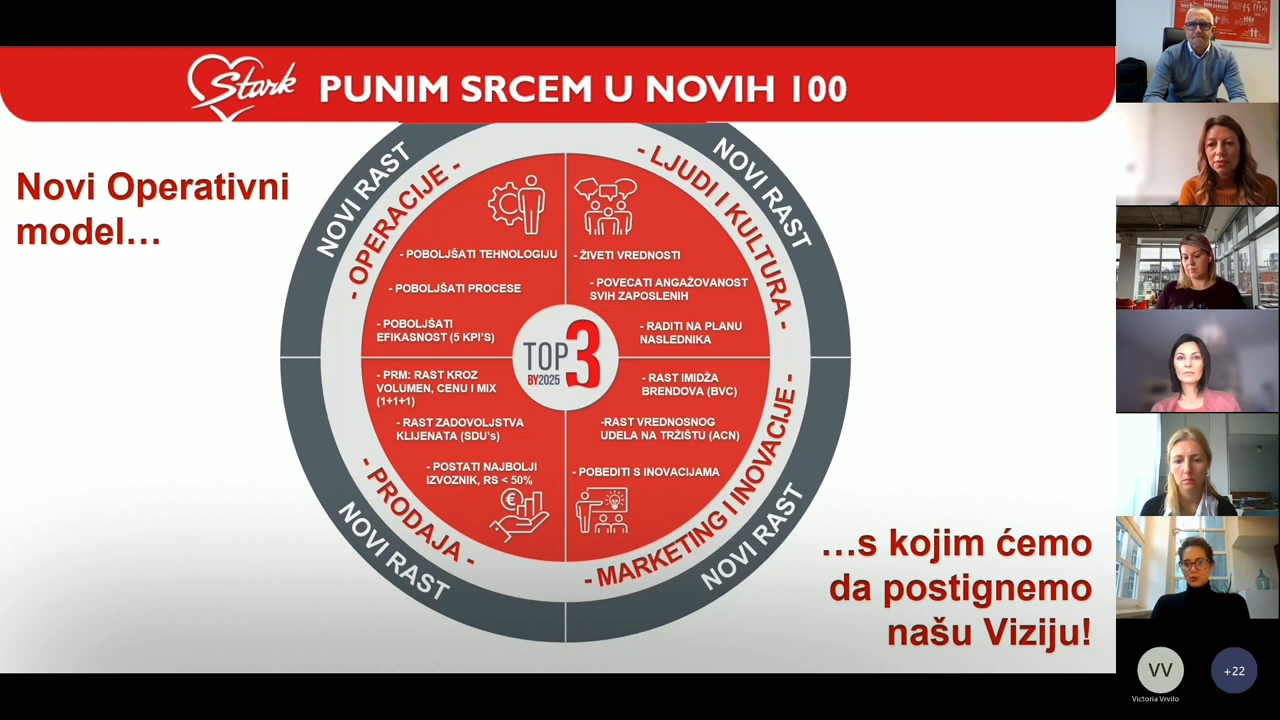 Stark
PUNIM SRCEM U NOVIH 100
Novi Operativni
model...
NOVI RAST
NOVI RAST
- OPERACIJE -
- LJUDI I KULTURA -
- POBOLJŠATI TEHNOLOGIJU
- POBOLJŠATI PROCESE
- POBOLJŠATI
EFIKASNOST (5 KPI'S)
- ŽIVETI VREDNOSTI
- POVECATI ANGAŽOVANOST
SVIH ZAPOSLENIH
- RADITI NA PLANU
NASLEDNIKA
TOP 3
BY2025
- PRM: RAST KROZ
VOLUMEN, CENU I MIX
(1+1+1)
- RAST ZADOVOLJSTVA
KLIJENATA (SDU's)
- POSTATI NAJBOLJI
IZVOZNIK, RS < 50%
- RAST IMIDŽA
BRENDOVA (BVC)
-RAST VREDNOSNOG
UDELA NA TRŽIŠTU (ACN)
- POBEDITI S INOVACIJAMA
€
- PRODAJA -
- MARKETING I INOVACIJE -
NOVI RAST
NOVI RAST
...s kojim ćemo
da postignemo
našu Viziju!
VV
+22
Victoria Vrvilo